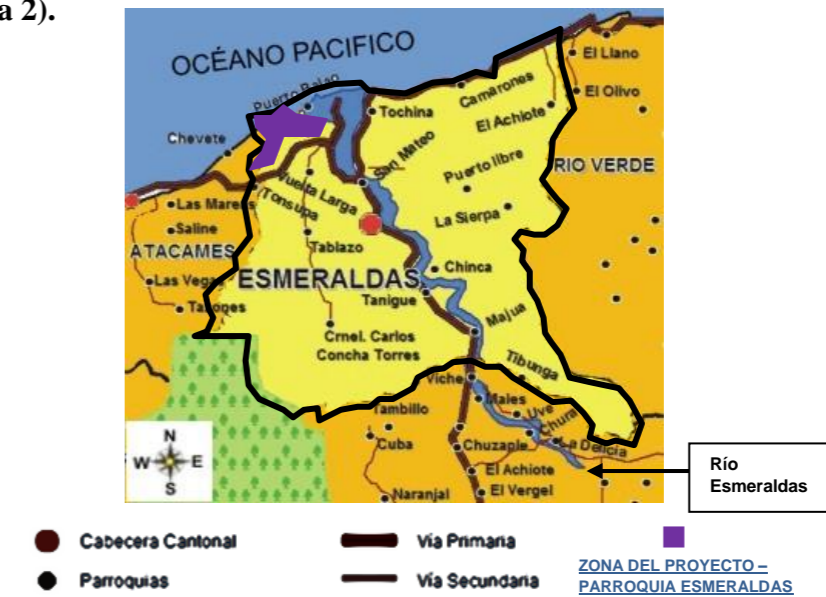 a 2).
OCÉANO PACIFICO
El Llano
El Olivo
Camarones
El Achiote
Tochina
Chevete
San Mateo
Puerto libre
RIO VERDE
Vuelta Larga
Tonsupa
Las Mareas
Saline
La Sierpa
ATACAMES
Tablazo
Chinca
Las Vegas
ESMERALDAS
Tanigue
Majua
Crnel. Carlos
Concha Torres
Tibunga
Viche
Males
Uve
Chura
Tambillo
Cuba
Chuzaple
La Delicia
El Achiote
Naranjal
El Vergel
N
W E
S
Río
Esmeraldas
Cabecera Cantonal
Vía Primaria
Parroquias
Vía Secundaria
ZONA DEL PROYECTO –
PARROQUIA ESMERALDAS